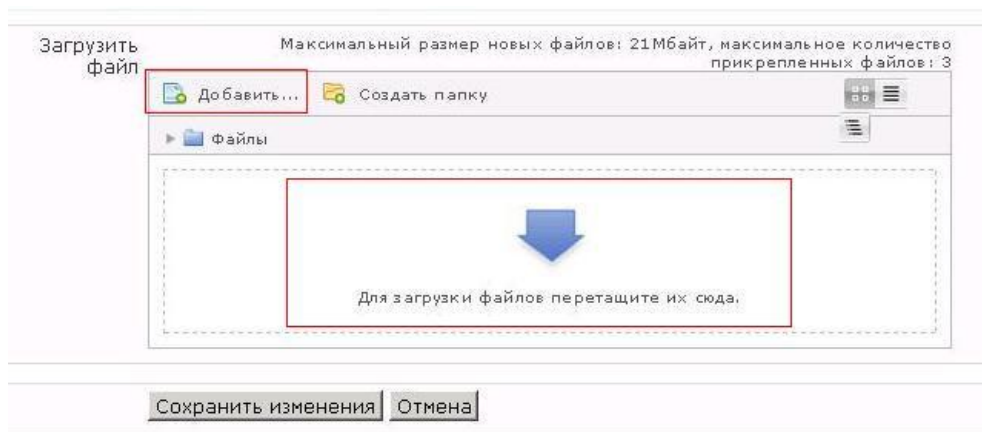 Загрузить
файл
Максимальный размер новых файлов: 21Мбайт, максимальное количество
прикрепленных файлов: 3
Добавить... Создать папку
Файлы
Для загрузки файлов перетащите их сюда.
Сохранить изменения Отмена